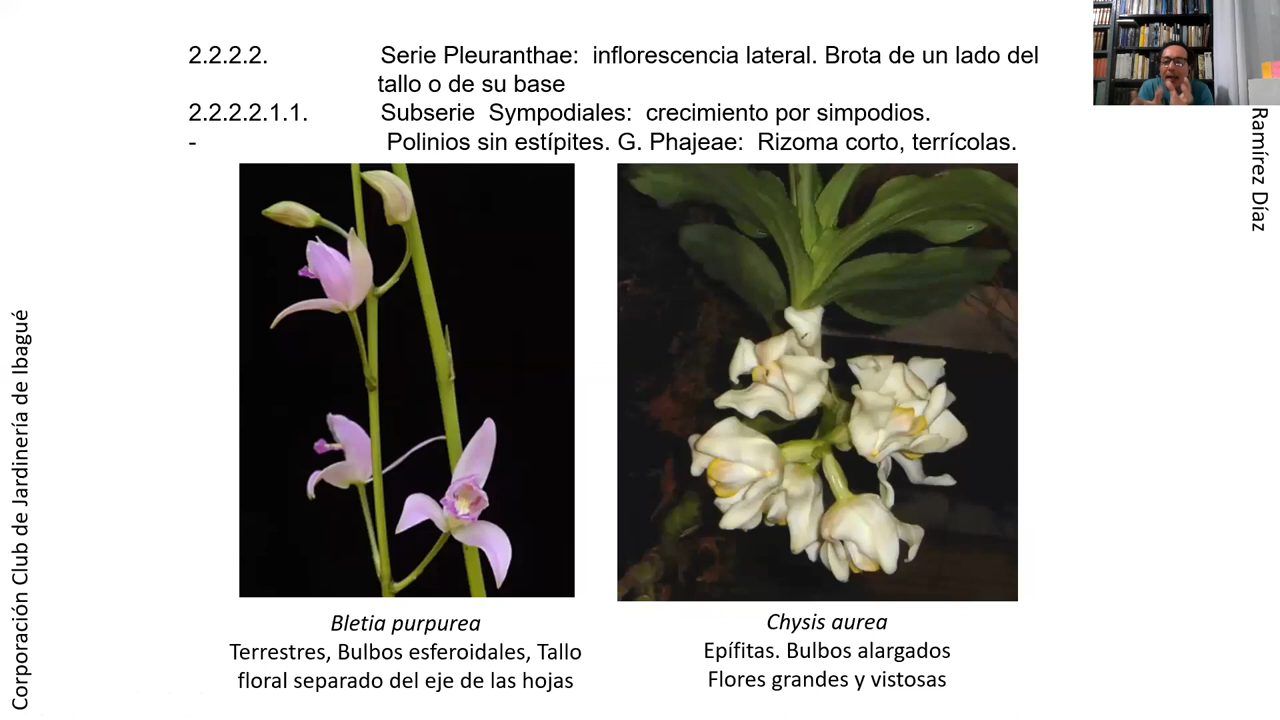 2.2.2.2. Serie Pleuranthae: inflorescencia lateral. Brota de un lado del
tallo o de su base
2.2.2.2.1.1. Subserie Sympodiales: crecimiento por simpodios.
- Polinios sin estípites. G. Phajeae: Rizoma corto, terrícolas.
Bletia purpurea
Terrestres, Bulbos esferoidales, Tallo
floral separado del eje de las hojas
Chysis aurea
Epífitas. Bulbos alargados
Flores grandes y vistosas
Corporación Club de Jardinería de Ibagué
Ramírez Díaz